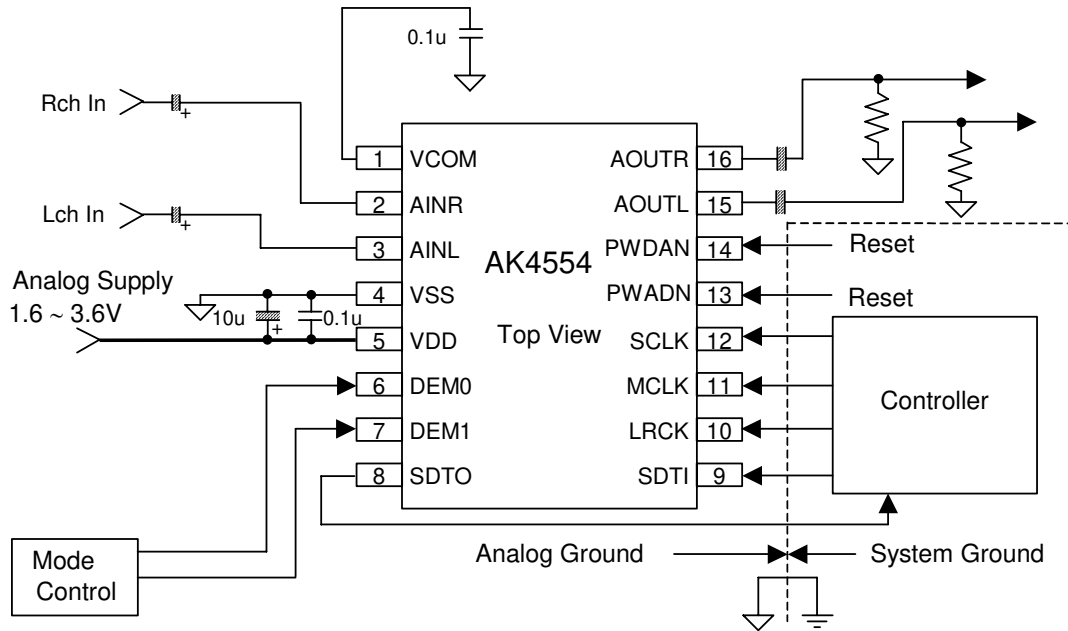 0.1u
Rch In
Lch In
Analog Supply
1.6 ~ 3.6V
10u
0.1u
1 VCOM
2 AINR
3 AINL
4 VSS
5 VDD
6 DEM0
7 DEM1
8 SDTO
AK4554
Top View
AOUTR 16
AOUTL 15
PWDAN 14
PWADN 13
SCLK 12
MCLK 11
LRCK 10
SDTI 9
Reset
Reset
Controller
Mode
Control
Analog Ground
System Ground
+
+
+